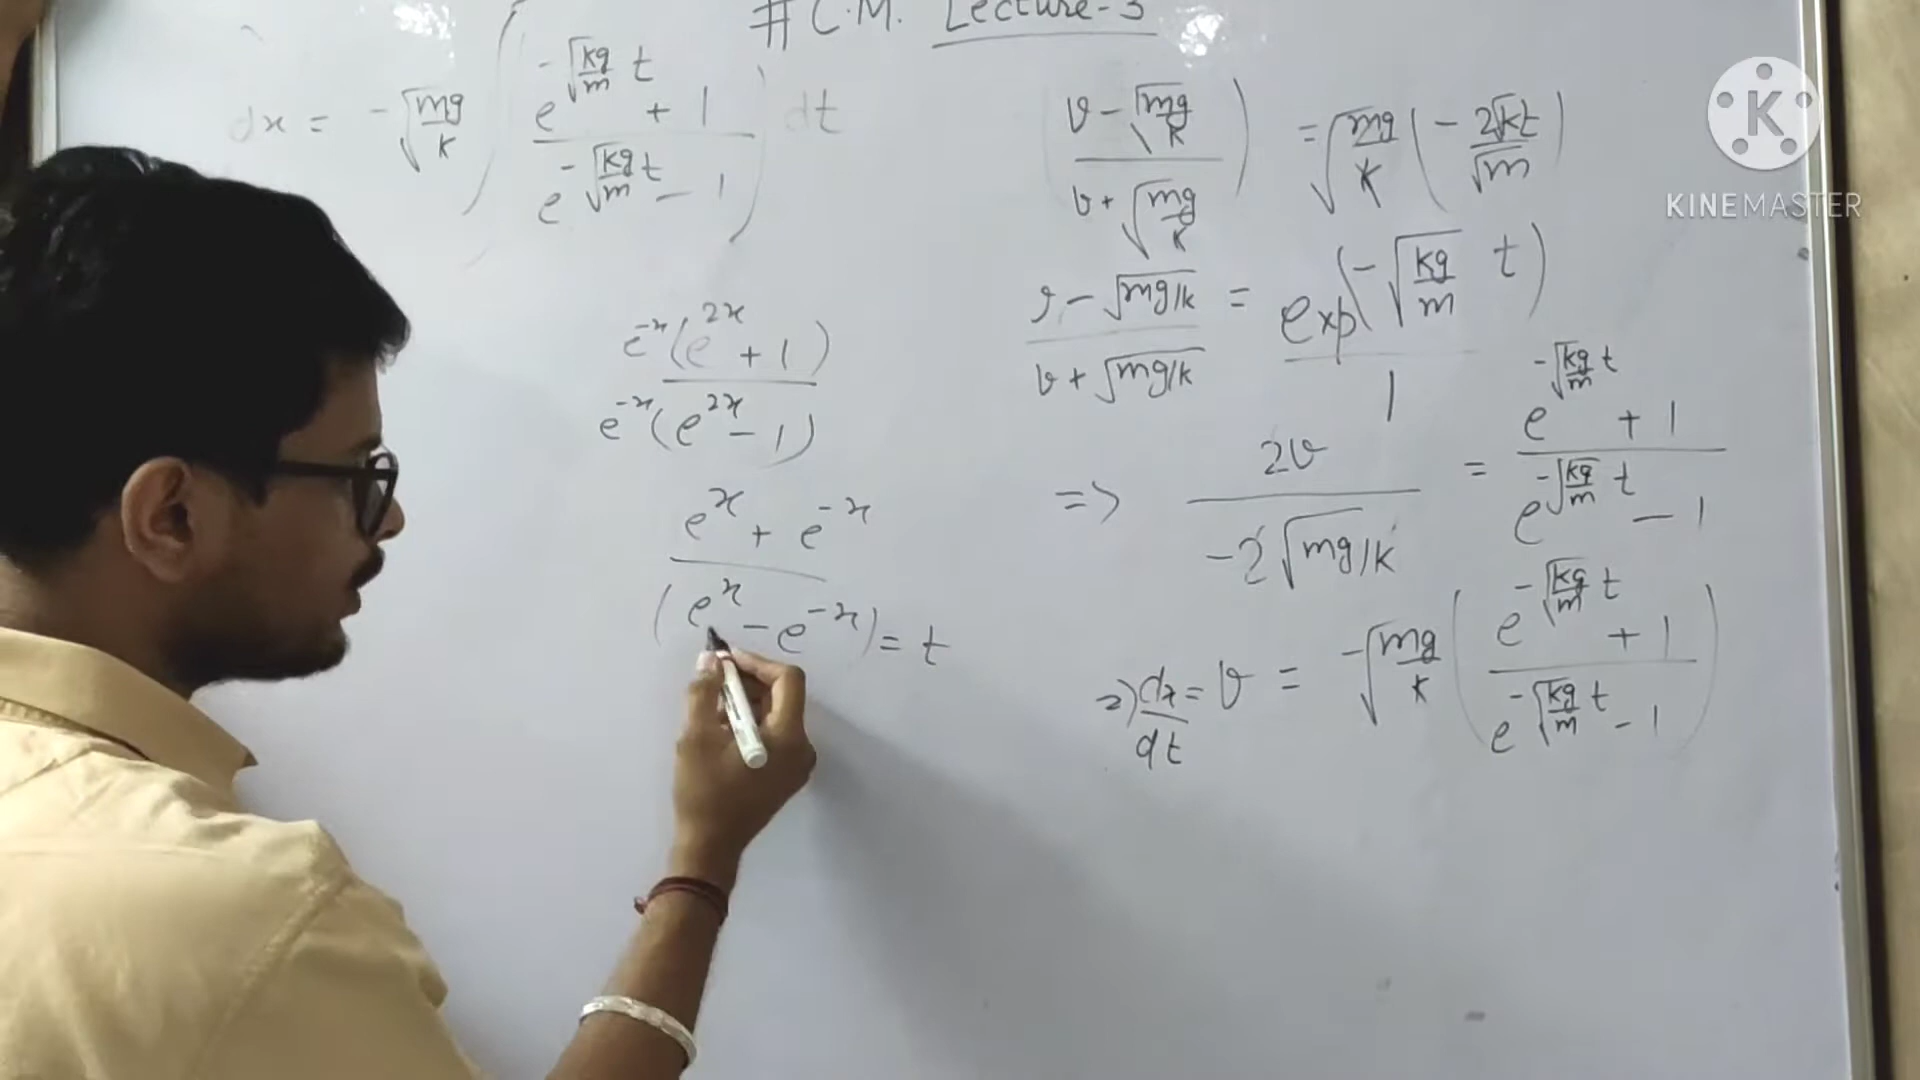 # C.M. Lecture-3
dx = -√(mg/k) ( (e^(-√(kg/m) t) + 1) / (e^(-√(kg/m) t) - 1) ) dt
e^-x (e^2x + 1)
e^-x (e^2x - 1)
e^x + e^-x
(e^x - e^-x) = t
( (v - √(mg/k)) / (v + √(mg/k)) ) = √(mg/k) ( - 2√kt / √m )
(v - √mg/k) / (v + √mg/k) = exp(-√(kg/m) t) / 1
=> 2v / (-2√mg/k) = (e^(-√(kg/m) t) + 1) / (e^(-√(kg/m) t) - 1)
=) dx/dt = v = -√(mg/k) ( (e^(-√(kg/m) t) + 1) / (e^(-√(kg/m) t) - 1) )
K
KINEMASTER